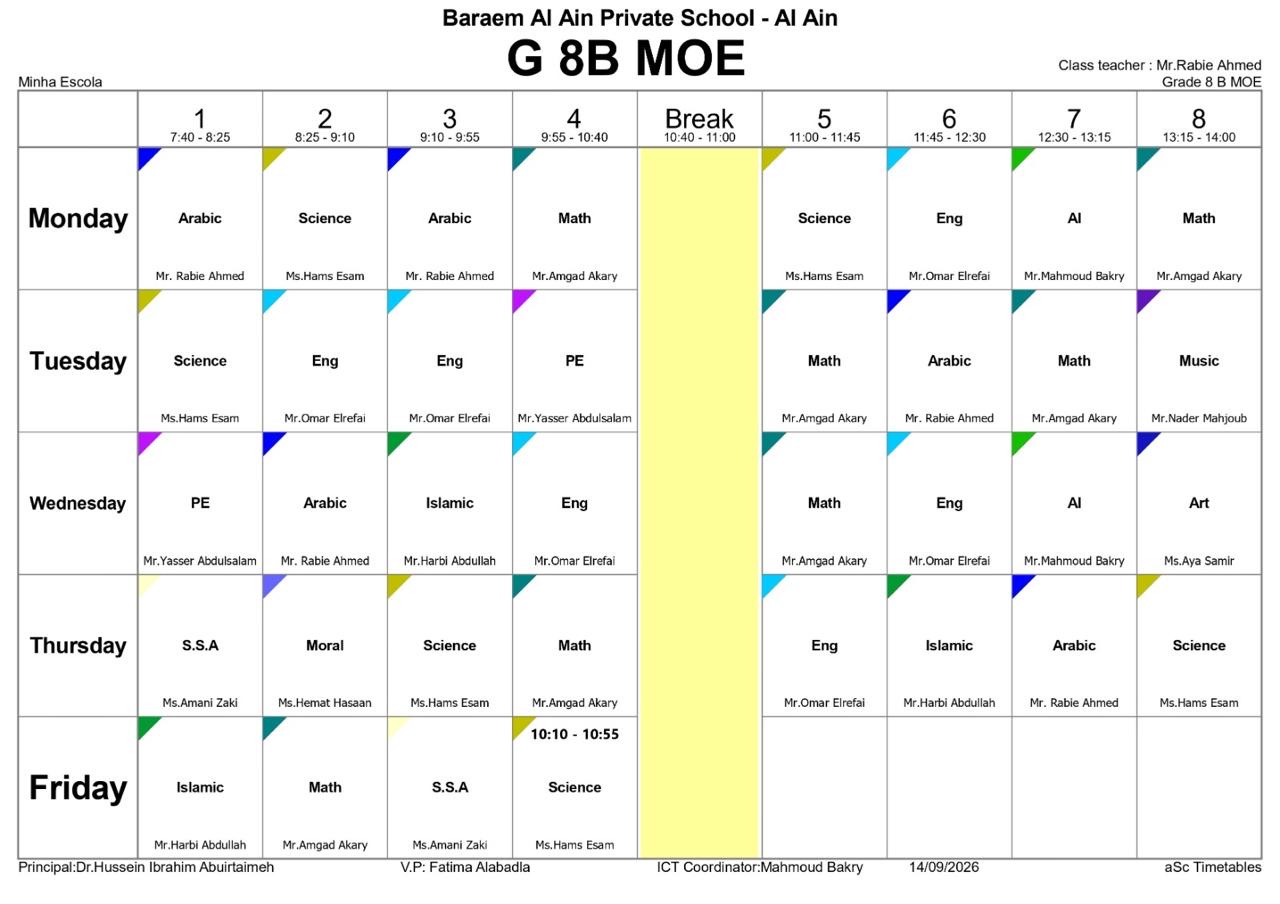 Baraem Al Ain Private School - Al Ain
G 8B MOE
Minha Escola
Class teacher : Mr.Rabie Ahmed
Grade 8 B MOE
1 2 3 4 Break 5 6 7 8
7:40 - 8:25 8:25 - 9:10 9:10 - 9:55 9:55 - 10:40 10:40 - 11:00 11:00 - 11:45 11:45 - 12:30 12:30 - 13:15 13:15 - 14:00
Monday Arabic Science Arabic Math Science Eng AI Math
Mr. Rabie Ahmed Ms.Hams Esam Mr. Rabie Ahmed Mr.Amgad Akary Ms.Hams Esam Mr.Omar Elrefai Mr.Mahmoud Bakry Mr.Amgad Akary
Tuesday Science Eng Eng PE Math Arabic Math Music
Ms.Hams Esam Mr.Omar Elrefai Mr.Omar Elrefai Mr.Yasser Abdulsalam Mr.Amgad Akary Mr. Rabie Ahmed Mr.Amgad Akary Mr.Nader Mahjoub
Wednesday PE Arabic Islamic Eng Math Eng AI Art
Mr.Yasser Abdulsalam Mr. Rabie Ahmed Mr.Harbi Abdullah Mr.Omar Elrefai Mr.Amgad Akary Mr.Omar Elrefai Mr.Mahmoud Bakry Ms.Aya Samir
Thursday S.S.A Moral Science Math Eng Islamic Arabic Science
Ms.Amani Zaki Ms.Hemat Hasaan Ms.Hams Esam Mr.Amgad Akary Mr.Omar Elrefai Mr.Harbi Abdullah Mr. Rabie Ahmed Ms.Hams Esam
10:10 - 10:55
Friday Islamic Math S.S.A Science
Mr.Harbi Abdullah Mr.Amgad Akary Ms.Amani Zaki Ms.Hams Esam
Principal:Dr.Hussein Ibrahim Abuirtaimeh V.P: Fatima Alabadla ICT Coordinator:Mahmoud Bakry 14/09/2026 aSc Timetables